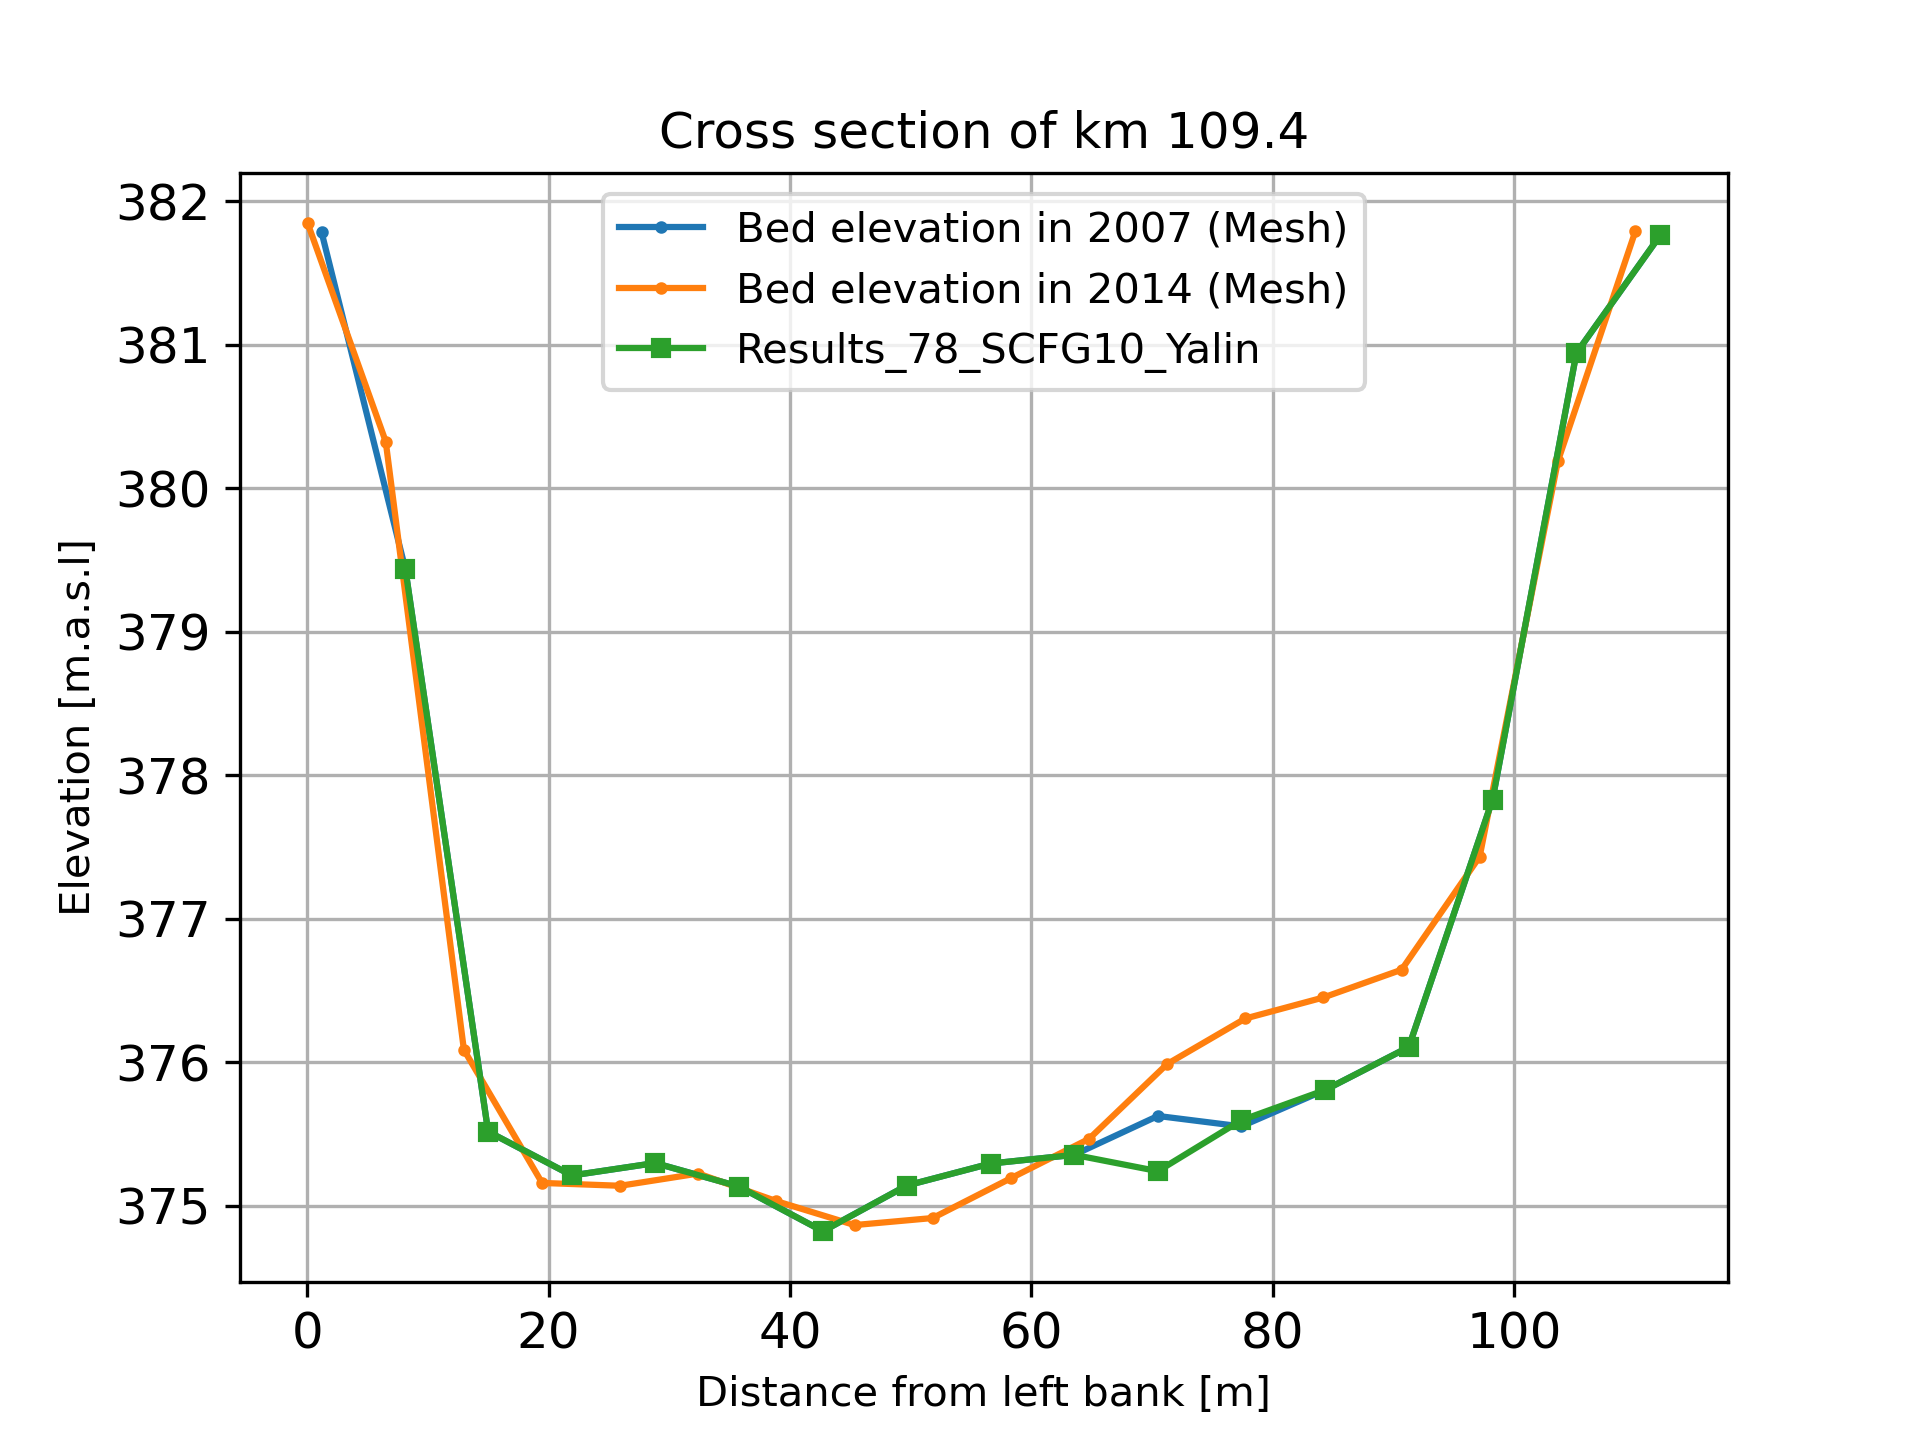 Cross section of km 109.4
Bed elevation in 2007 (Mesh)
Bed elevation in 2014 (Mesh)
Results_78_SCFG10_Yalin
382
381
380
379
378
377
376
375
Elevation [m.a.s.l]
0 20 40 60 80 100
Distance from left bank [m]